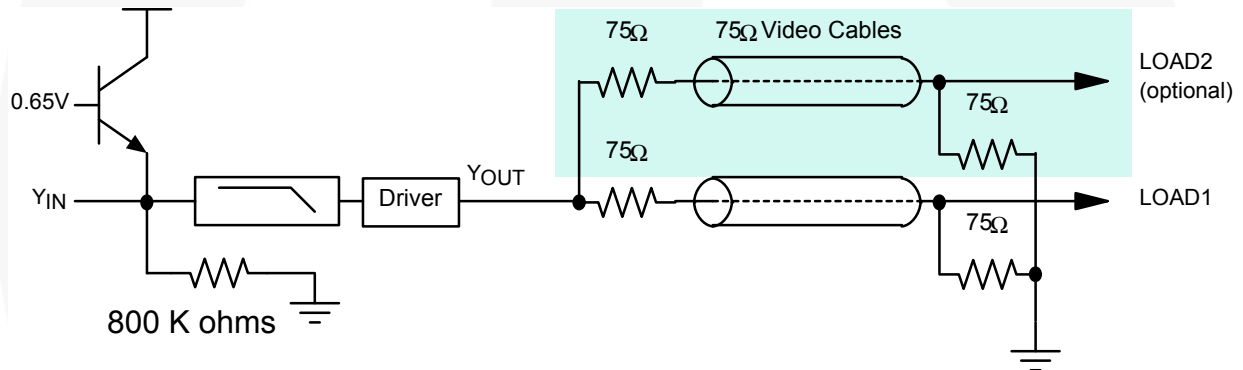 75Ω
75Ω Video Cables
LOAD2
(optional)
0.65V
75Ω
75Ω
YOUT
YIN
Driver
LOAD1
75Ω
800 K ohms